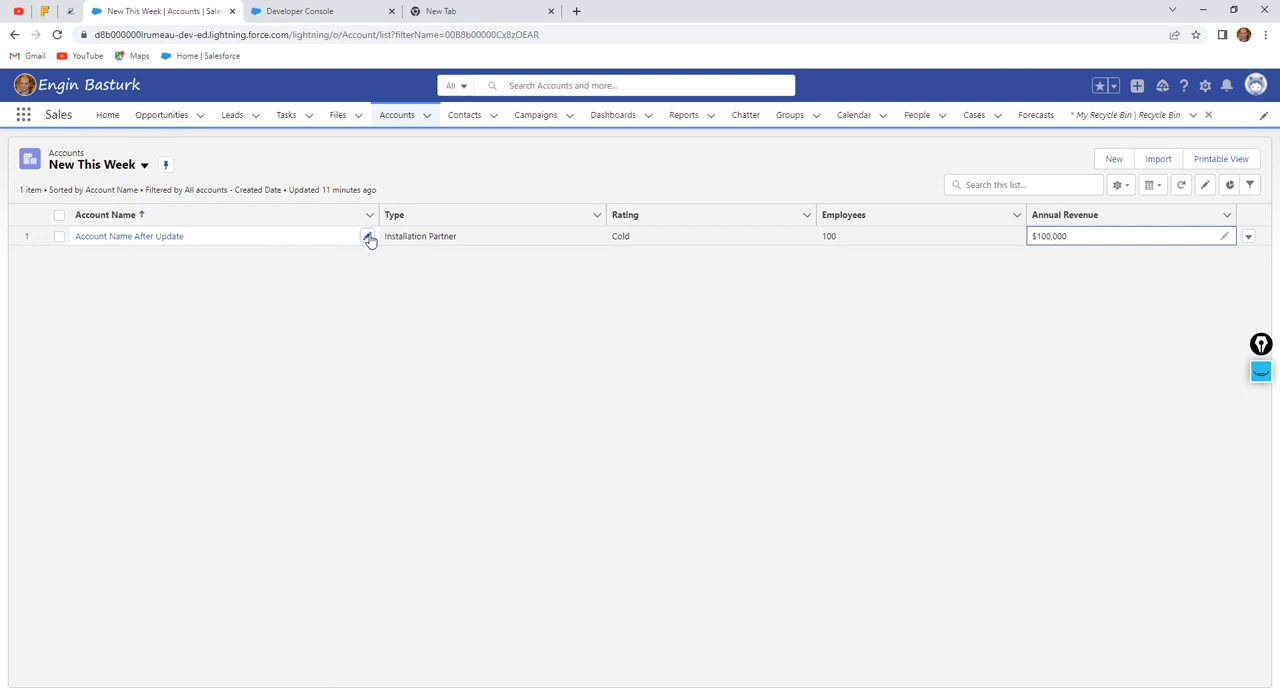 New This Week | Accounts | Sales
Developer Console
New Tab
d8b000000lrumeau-dev-ed.lightning.force.com/lightning/o/Account/list?filterName=00B8b00000Cx8zOEAR
Gmail
YouTube
Maps
Home | Salesforce
Engin Basturk
All
Search Accounts and more...
Sales
Home
Opportunities
Leads
Tasks
Files
Accounts
Contacts
Campaigns
Dashboards
Reports
Chatter
Groups
Calendar
People
Cases
Forecasts
* My Recycle Bin | Recycle Bin
Accounts
New This Week
New
Import
Printable View
1 item • Sorted by Account Name • Filtered by All accounts - Created Date • Updated 11 minutes ago
Search this list...
Account Name
Type
Rating
Employees
Annual Revenue
1
Account Name After Update
Installation Partner
Cold
100
$100,000